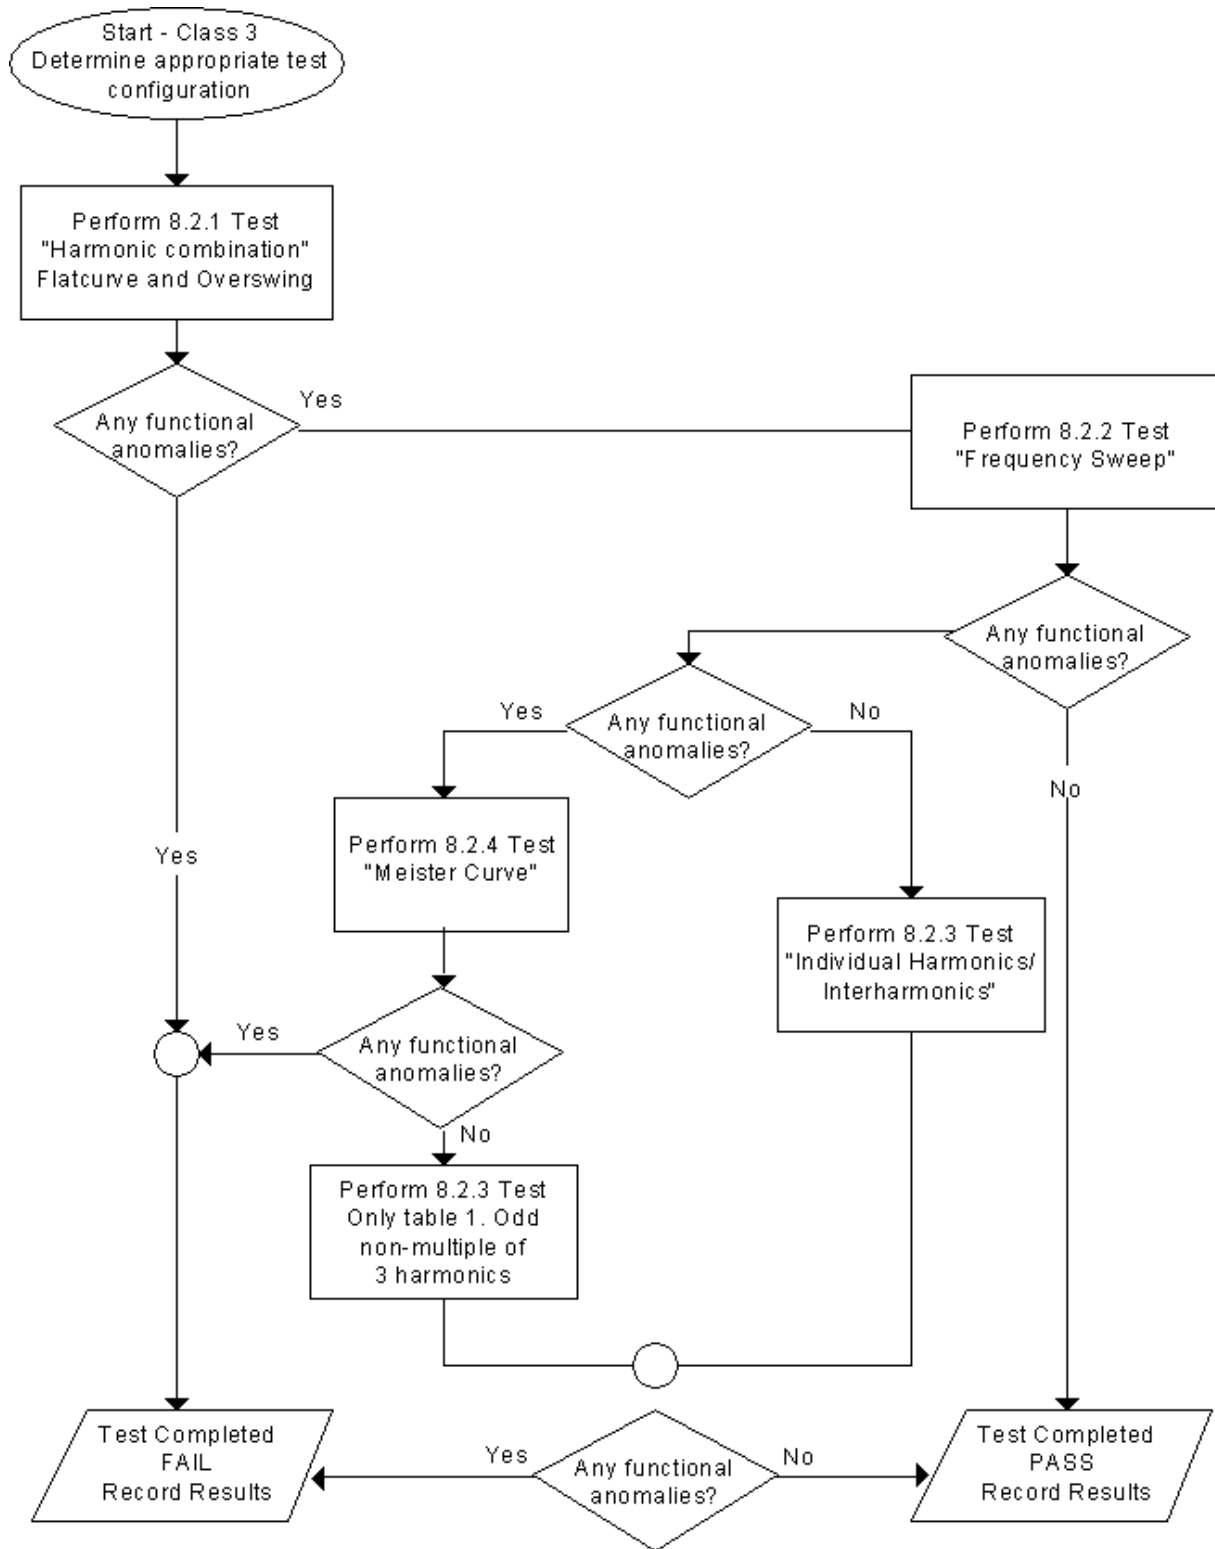 Start - Class 3
Determine appropriate test
configuration
Perform 8.2.1 Test
"Harmonic combination"
Flatcurve and Overswing
Any functional
anomalies?
Yes
Perform 8.2.2 Test
"Frequency Sweep"
Any functional
anomalies?
Any functional
anomalies?
Yes
No
No
Perform 8.2.4 Test
"Meister Curve"
Yes
Perform 8.2.3 Test
"Individual Harmonics/
Interharmonics"
Any functional
anomalies?
Yes
No
Perform 8.2.3 Test
Only table 1. Odd
non-multiple of
3 harmonics
Test Completed
FAIL
Record Results
Yes
Any functional
anomalies?
No
Test Completed
PASS
Record Results